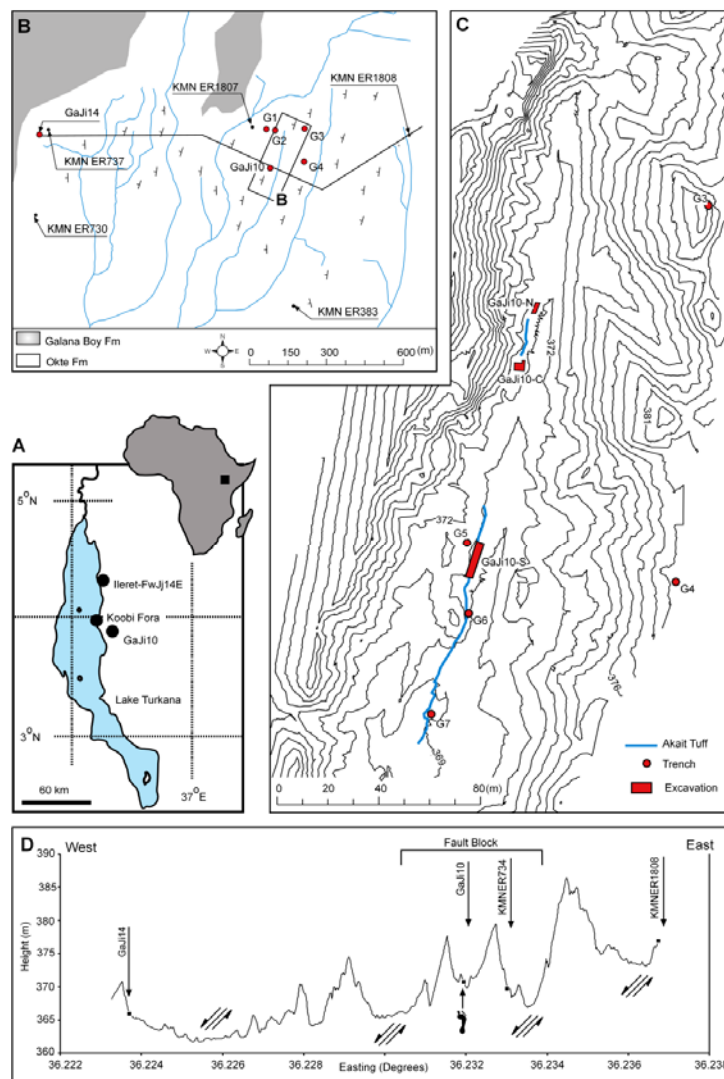 B
KMN ER1807
KMN ER1808
GaJi14
G1
G2
G3
KMN ER737
GaJi10
G4
B
KMN ER730
KMN ER383
Galana Boy Fm
Okte Fm
N
W
E
S
0 60 150 210 300 600 (m)
C
G3
GaJi10-N
372
GaJi10-C
381
372
G5
GaJi10-S
G4
G6
376
G7
369
Akait Tuff
Trench
Excavation
0 20 40 60 80 (m)
A
5°N
Ileret-FwJj14E
Koobi Fora
GaJi10
Lake Turkana
3°N
60 km
37°E
D
West
East
Fault Block
GaJi14
GaJi10
KMNER734
KMNER1808
Height (m)
390
385
375
370
365
360
36.222 36.224 36.226 36.228 36.230 36.232 36.234 36.236 36.238
Easting (Degrees)